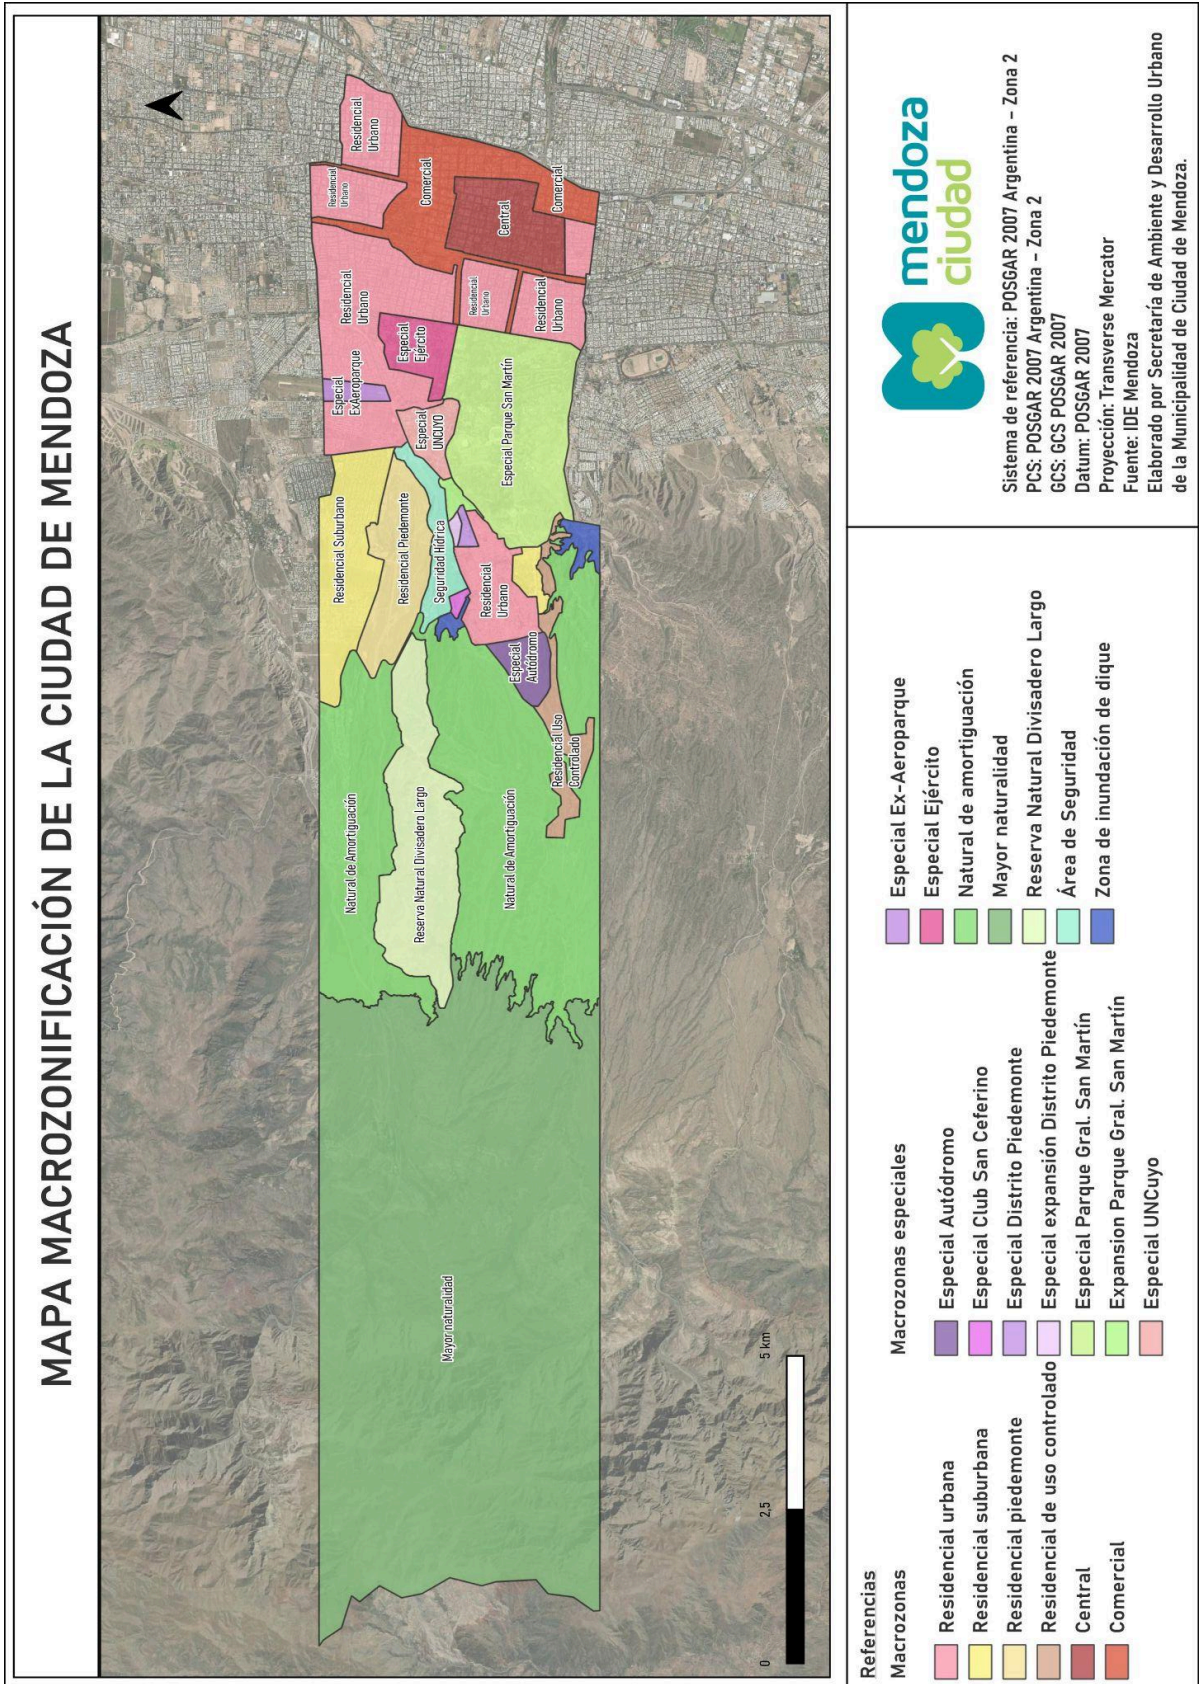 MAPA MACROZONIFICACIÓN DE LA CIUDAD DE MENDOZA
Mayor naturalidad
Natural de Amortiguación
Reserva Natural Divisadero Largo
Natural de Amortiguación
Residencial Uso
Controlado
Especial
Autódromo
Residencial Suburbano
Residencial Piedemonte
Seguridad Hídrica
Residencial
Urbano
Especial
UNCUYO
Especial Parque San Martín
Especial
ExAeroparque
Especial
Ejército
Residencial
Urbano
Residencial
Urbano
Residencial
Urbano
Residencial
Urbano
Residencial
Urbano
Comercial
Central
Comercial
0
2,5
5 km
Referencias
Macrozonas
Residencial urbana
Residencial suburbana
Residencial piedemonte
Residencial de uso controlado
Central
Comercial
Macrozonas especiales
Especial Autódromo
Especial Club San Ceferino
Especial Distrito Piedemonte
Especial expansión Distrito Piedemonte
Especial Parque Gral. San Martín
Expansion Parque Gral. San Martín
Especial UNCuyo
Especial Ex-Aeroparque
Especial Ejército
Natural de amortiguación
Mayor naturalidad
Reserva Natural Divisadero Largo
Área de Seguridad
Zona de inundación de dique
mendoza
ciudad
Sistema de referencia: POSGAR 2007 Argentina - Zona 2
PCS: POSGAR 2007 Argentina - Zona 2
GCS: GCS POSGAR 2007
Datum: POSGAR 2007
Proyección: Transverse Mercator
Fuente: IDE Mendoza
Elaborado por Secretaría de Ambiente y Desarrollo Urbano
de la Municipalidad de Ciudad de Mendoza.